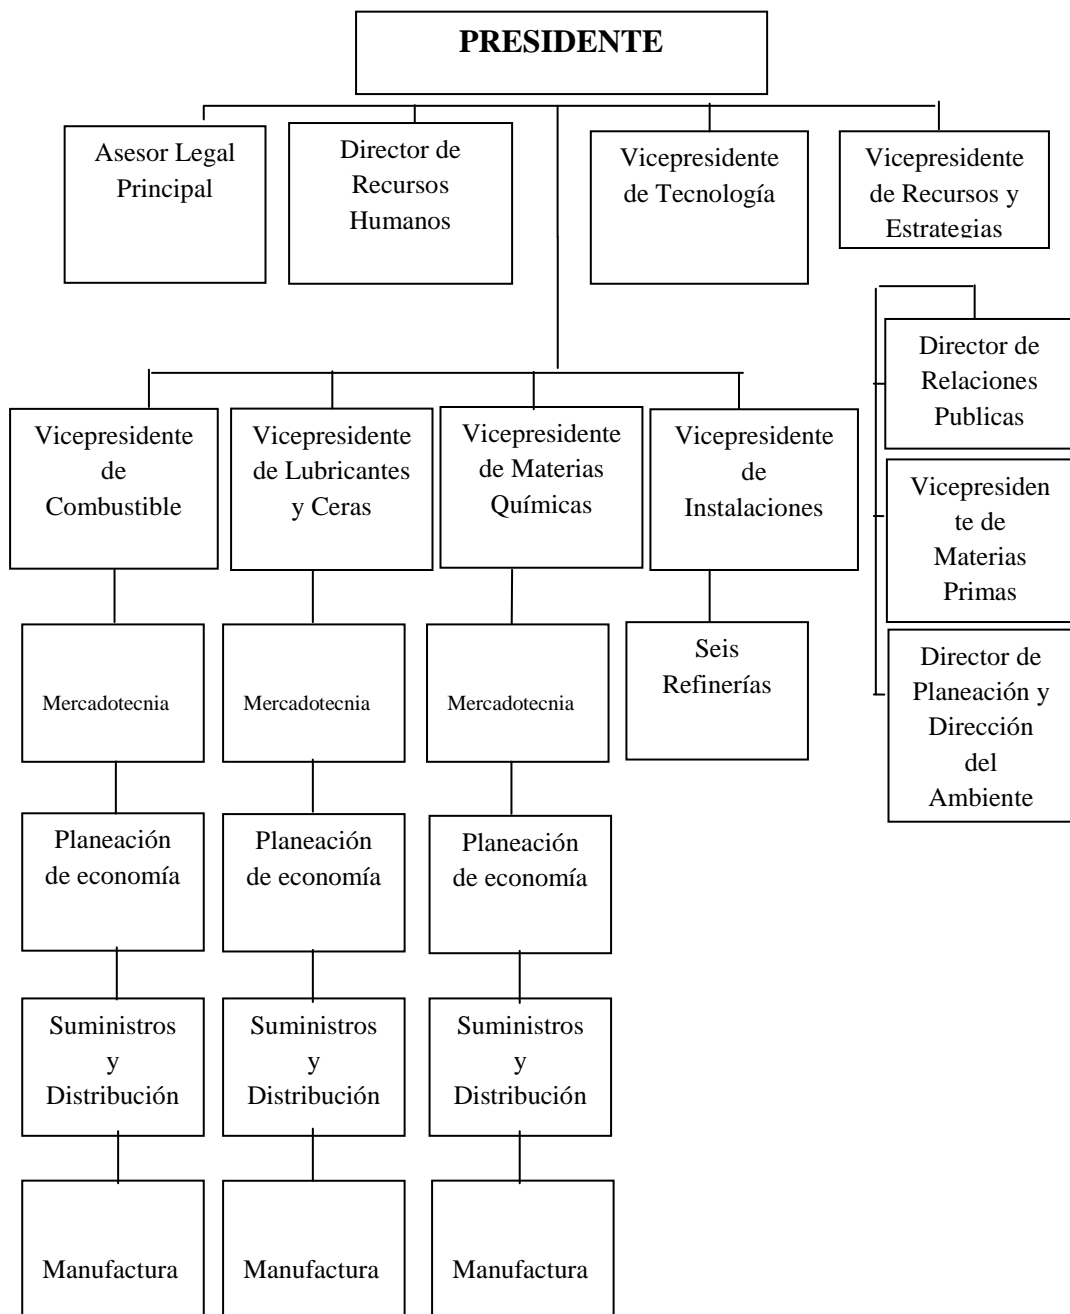 PRESIDENTE
Asesor Legal
Principal
Director de
Recursos
Humanos
Vicepresidente
de Tecnología
Vicepresidente
de Recursos y
Estrategias
Director de
Relaciones
Publicas
Vicepresiden
te de
Materias
Primas
Director de
Planeación y
Dirección
del
Ambiente
Vicepresidente
de
Combustible
Vicepresidente
de Lubricantes
y Ceras
Vicepresidente
de Materias
Químicas
Vicepresidente
de
Instalaciones
Mercadotecnia
Mercadotecnia
Mercadotecnia
Seis
Refinerías
Planeación
de economía
Planeación
de economía
Planeación
de economía
Suministros
y
Distribución
Suministros
y
Distribución
Suministros
y
Distribución
Manufactura
Manufactura
Manufactura